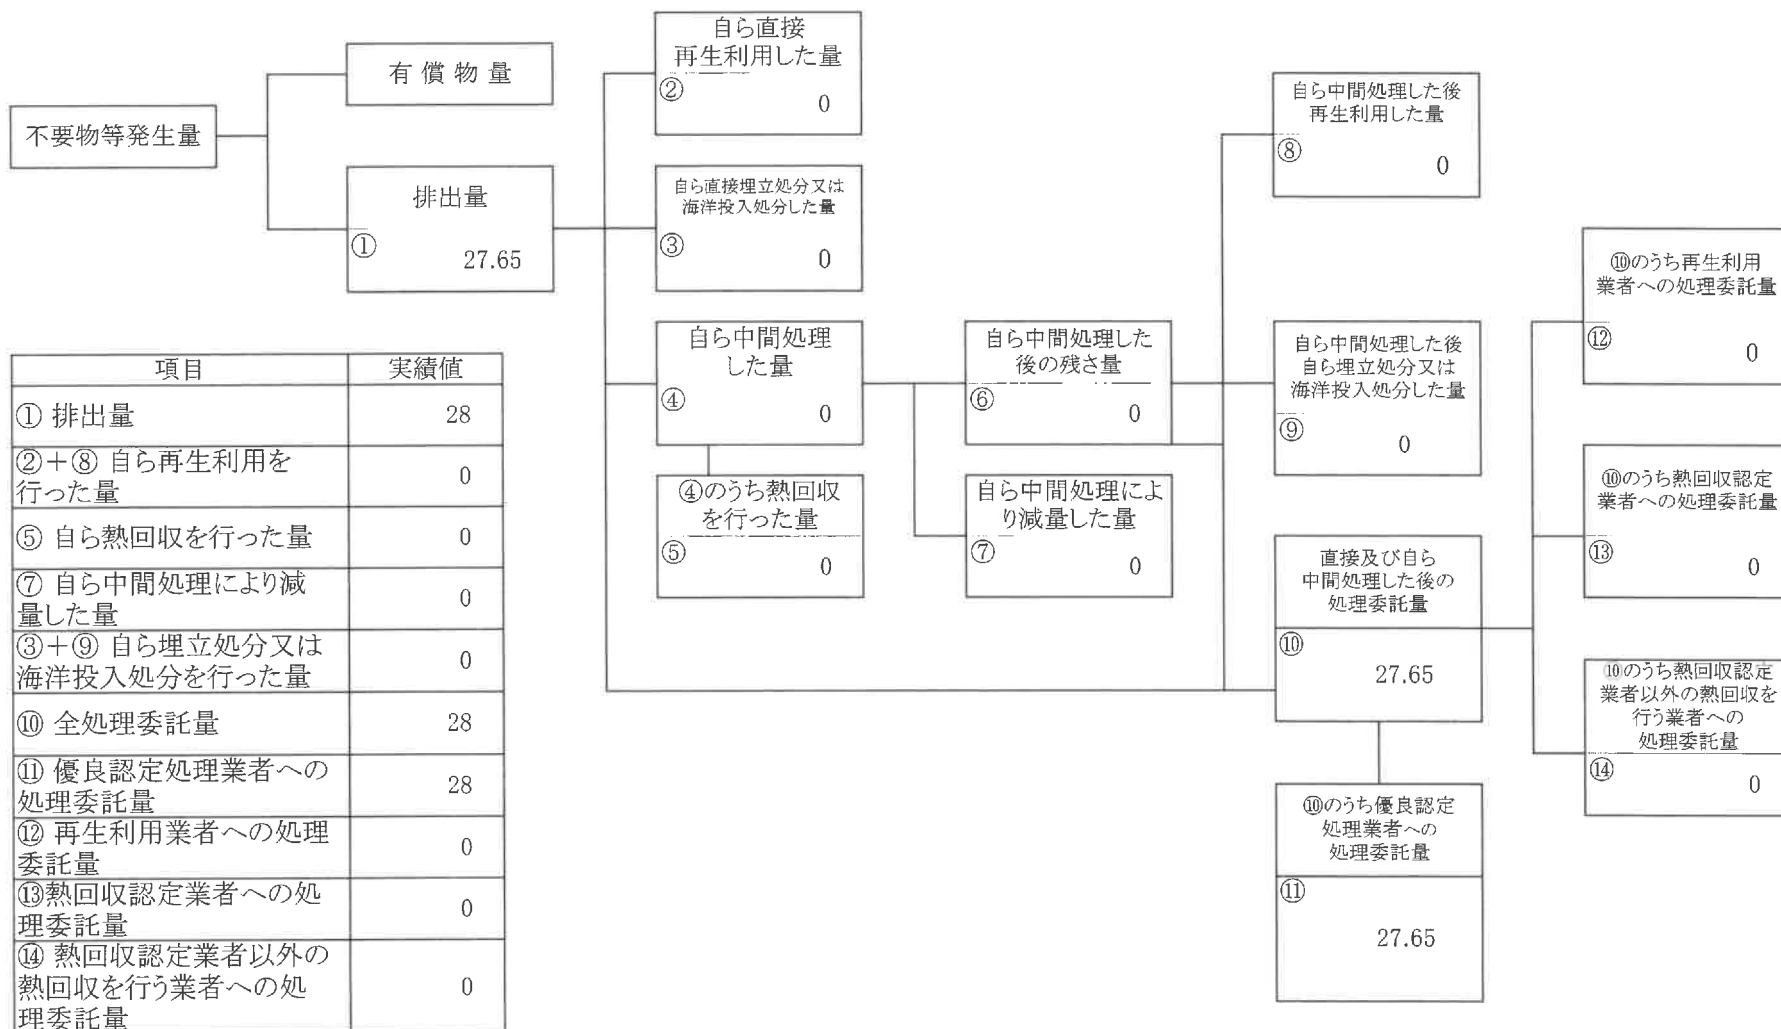 不要物等発生量
有償物量
排出量
①
27.65
自ら直接
再生利用した量
②
0
自ら直接埋立処分又は
海洋投入処分した量
③
0
自ら中間処理
した量
④
0
④のうち熱回収
を行った量
⑤
0
自ら中間処理した
後の残さ量
⑥
0
自ら中間処理によ
り減量した量
⑦
0
自ら中間処理した後
再生利用した量
⑧
0
自ら中間処理した後
自ら埋立処分又は
海洋投入処分した量
⑨
0
直接及び自ら
中間処理した後の
処理委託量
⑩
27.65
⑩のうち優良認定
処理業者への
処理委託量
⑪
27.65
⑩のうち再生利用
業者への処理委託量
⑫
0
⑩のうち熱回収認定
業者への処理委託量
⑬
0
⑩のうち熱回収認定
業者以外の熱回収を
行う業者への
処理委託量
⑭
0
項目 実績値
① 排出量 28
②+⑧ 自ら再生利用を
行った量 0
⑤ 自ら熱回収を行った量 0
⑦ 自ら中間処理により減
量した量 0
③+⑨ 自ら埋立処分又は
海洋投入処分を行った量 0
⑩ 全処理委託量 28
⑪ 優良認定処理業者への
処理委託量 28
⑫ 再生利用業者への処理
委託量 0
⑬熱回収認定業者への処
理委託量 0
⑭ 熱回収認定業者以外の
熱回収を行う業者への処
理委託量 0